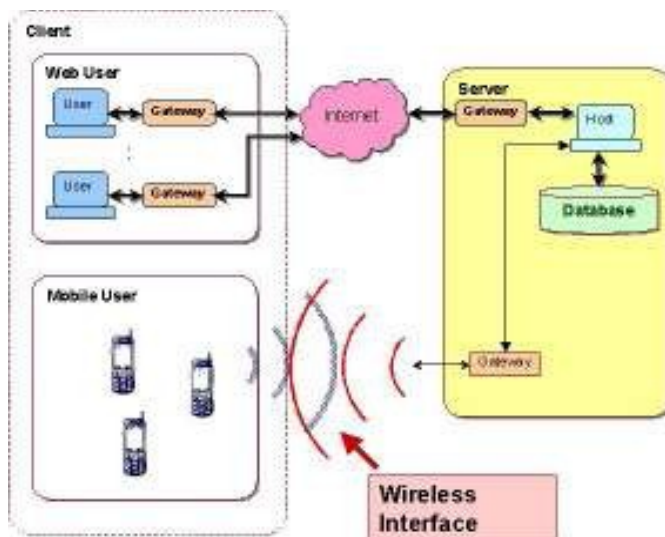 Client
Web User
User
Gateway
User
Gateway
Internet
Server
Gateway
Host
Database
Mobile User
Gateway
Wireless
Interface